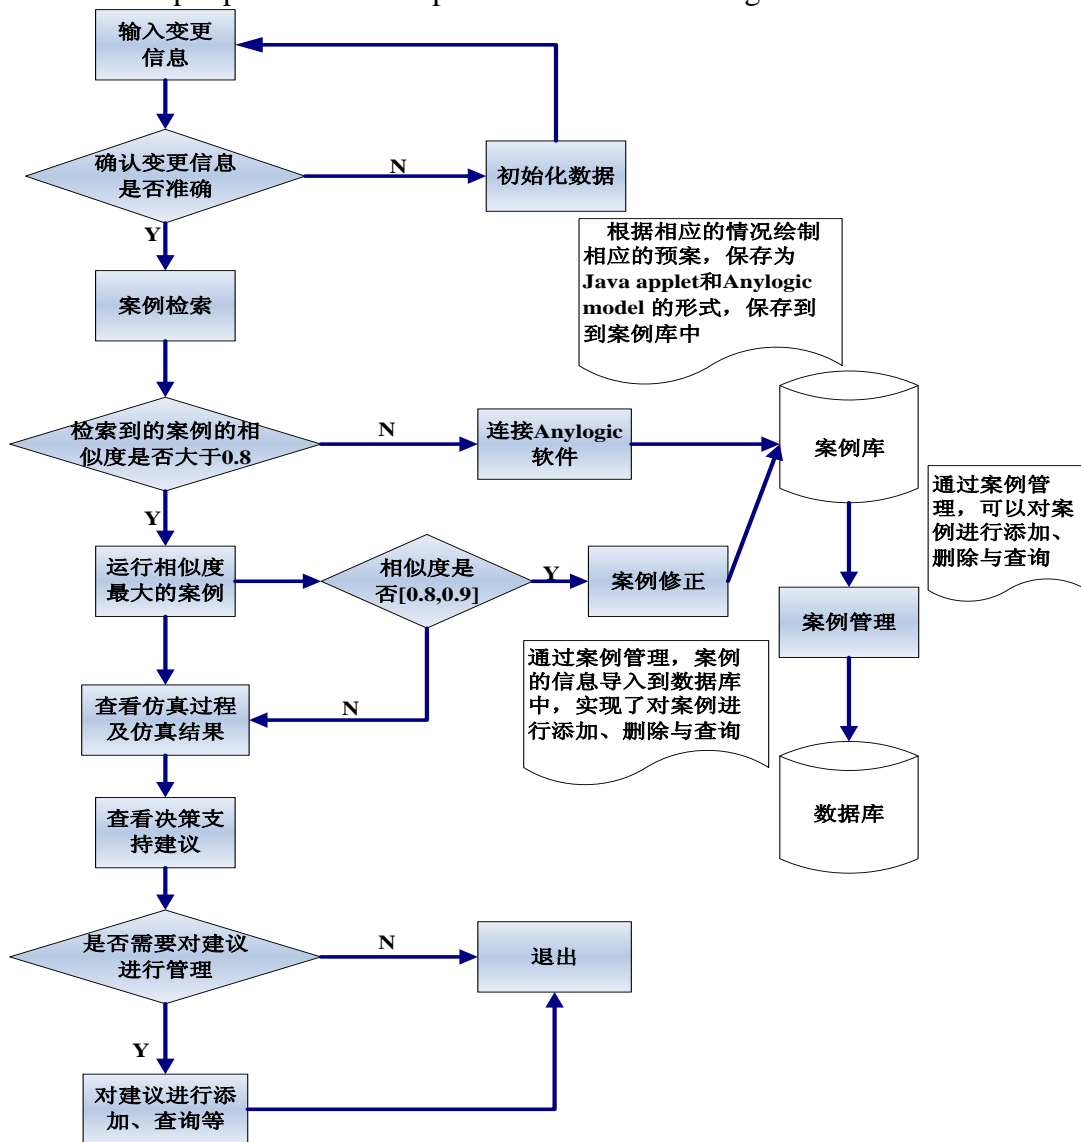 输入变更
信息
确认变更信息
是否准确
N
初始化数据
Y
根据相应的情况绘制
相应的预案，保存为
Java applet和Anylogic
model 的形式，保存到
到案例库中
案例检索
检索到的案例的相
似度是否大于0.8
N
连接Anylogic
软件
案例库
通过案例管
理，可以对案
例进行添加、
删除与查询
Y
运行相似度
最大的案例
相似度是
否[0.8,0.9]
Y
案例修正
案例管理
通过案例管理，案例
的信息导入到数据库
中，实现了对案例进
行添加、删除与查询
查看仿真过程
及仿真结果
N
查看决策支
持建议
数据库
是否需要对建议
进行管理
N
退出
Y
对建议进行添
加、查询等